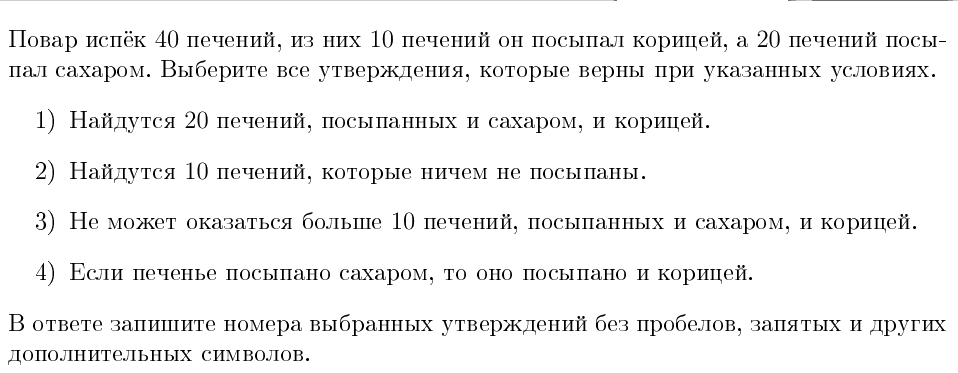 Повар испёк 40 печений, из них 10 печений он посыпал корицей, а 20 печений посы-
пал сахаром. Выберите все утверждения, которые верны при указанных условиях.
1) Найдутся 20 печений, посыпанных и сахаром, и корицей.
2) Найдутся 10 печений, которые ничем не посыпаны.
3) Не может оказаться больше 10 печений, посыпанных и сахаром, и корицей.
4) Если печенье посыпано сахаром, то оно посыпано и корицей.
В ответе запишите номера выбранных утверждений без пробелов, запятых и других
дополнительных символов.